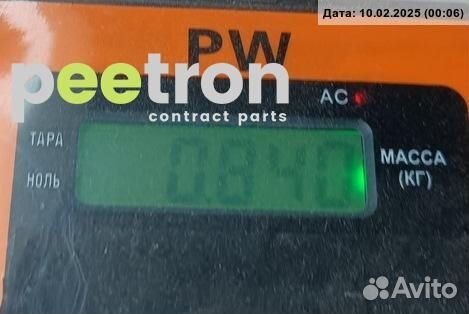 Дата: 10.02.2025 (00:06)
PW
peetron
contract parts
AC
ТАРА
НОЛЬ
0.840
МАССА
(КГ)
Avito